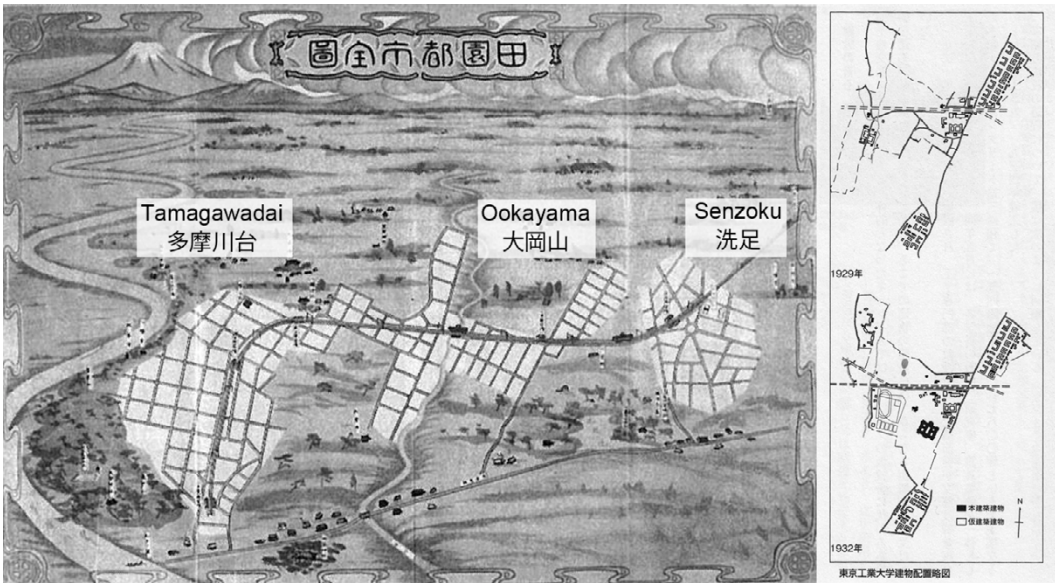 田園都市全圖
Tamagawadai
多摩川台
Ookayama
大岡山
Senzoku
洗足
1929年
本建築建物
仮建築建物
N
1932年
東京工業大学建物配置略図